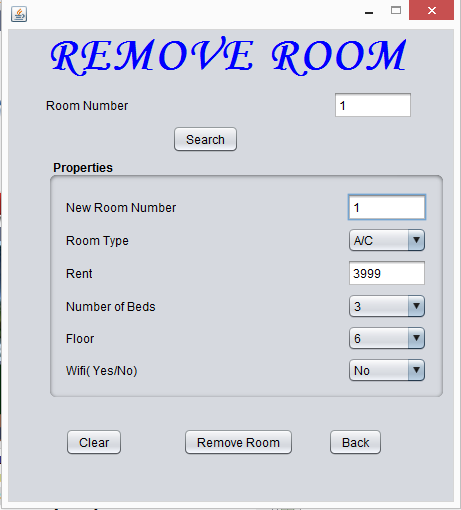 REMOVE ROOM
Room Number 1
Search
Properties
New Room Number 1
Room Type A/C
Rent 3999
Number of Beds 3
Floor 6
Wifi( Yes/No) No
Clear Remove Room Back